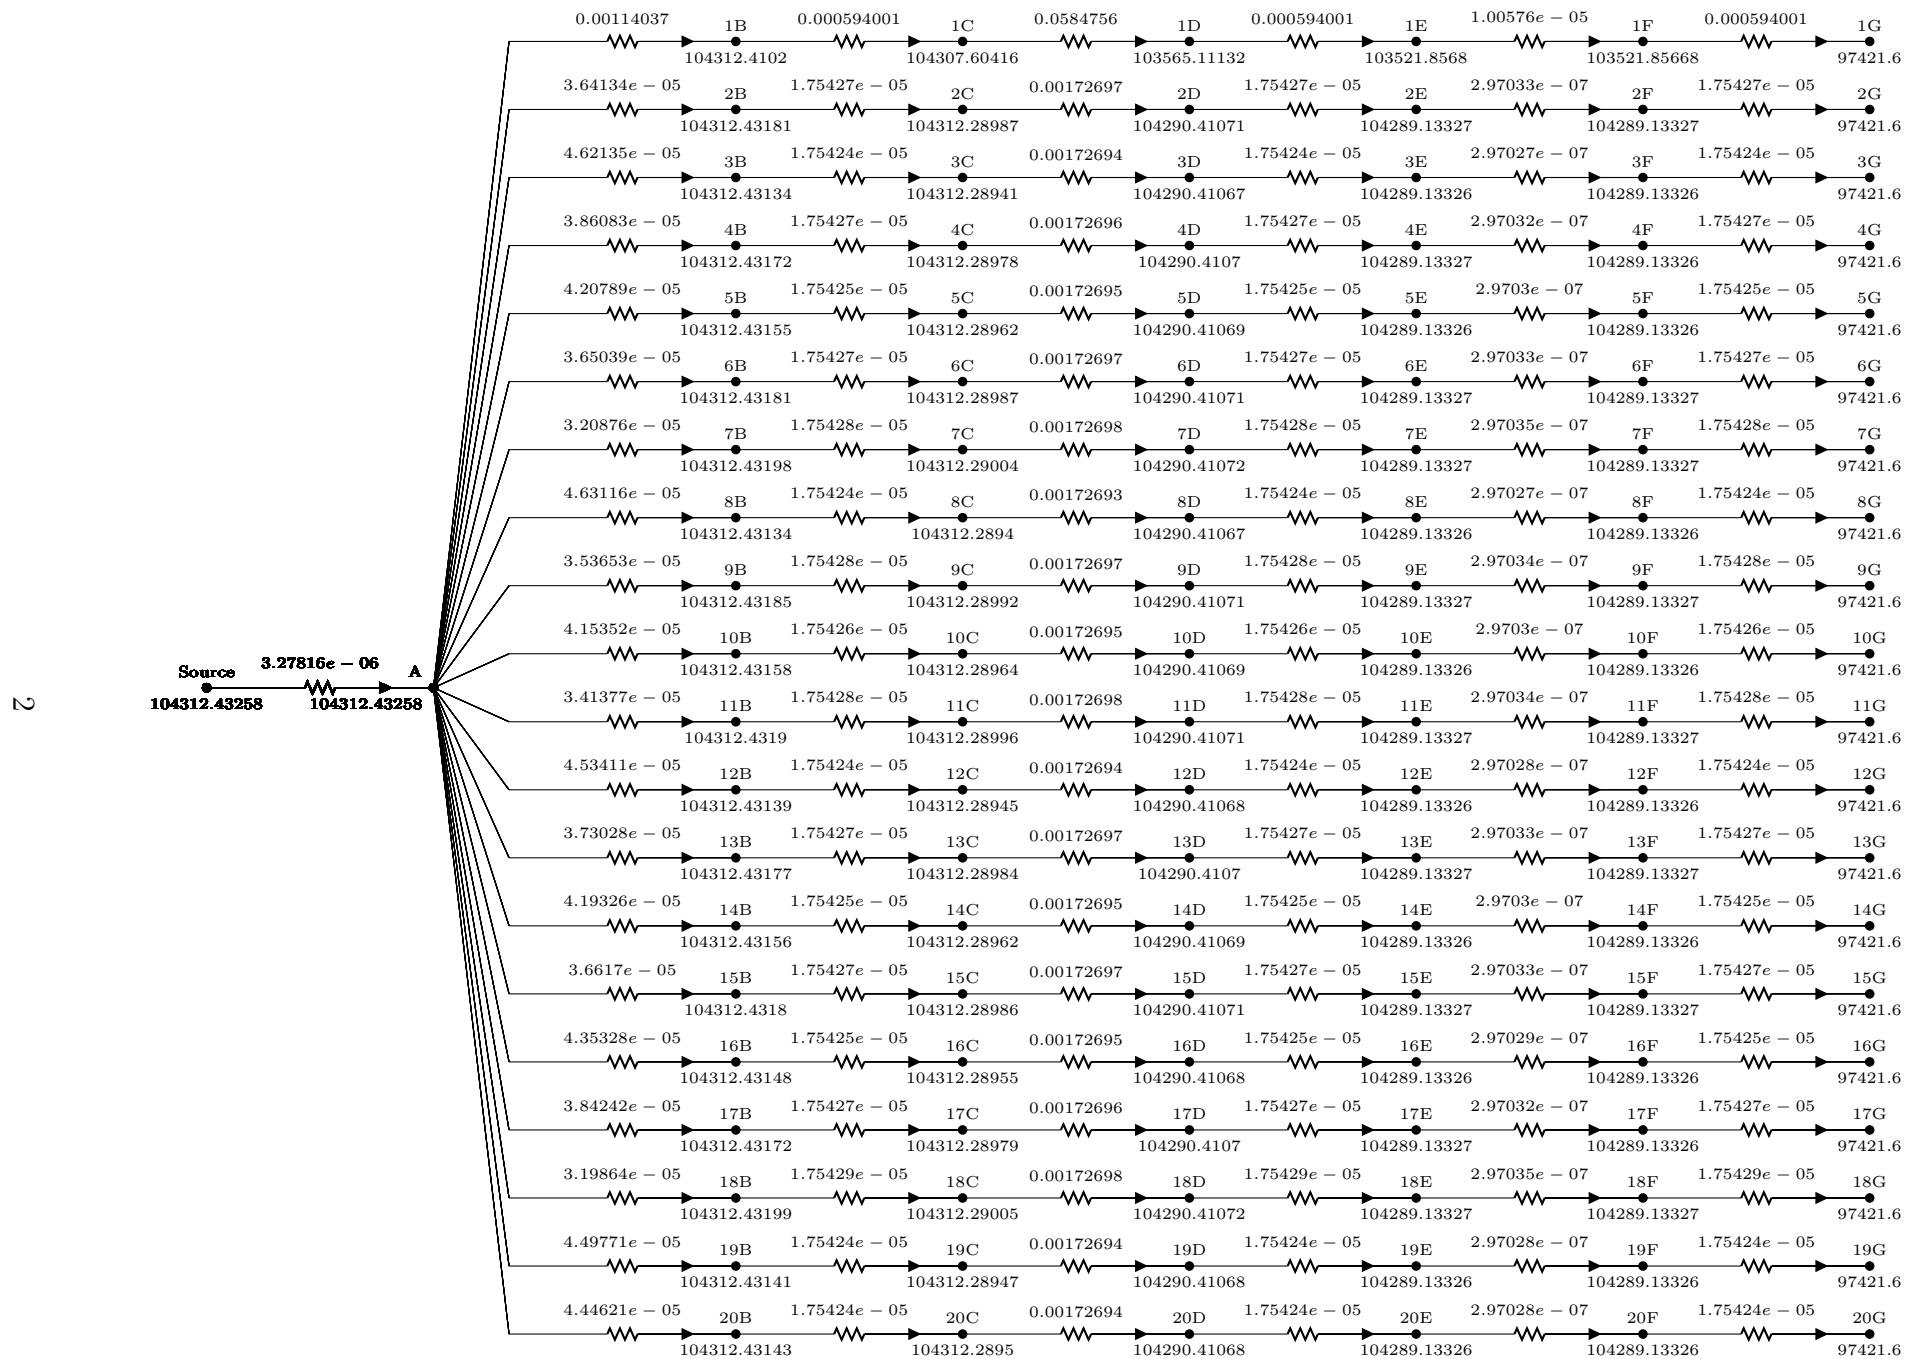 0.00114037 1B 0.000594001 1C 0.0584756 1D 0.000594001 1E 1.00576e − 05 1F 0.000594001 1G
104312.4102 104307.60416 103565.11132 103521.8568 103521.85668 97421.6
3.64134e − 05 2B 1.75427e − 05 2C 0.00172697 2D 1.75427e − 05 2E 2.97033e − 07 2F 1.75427e − 05 2G
104312.43181 104312.28987 104290.41071 104289.13327 104289.13327 97421.6
4.62135e − 05 3B 1.75424e − 05 3C 0.00172694 3D 1.75424e − 05 3E 2.97027e − 07 3F 1.75424e − 05 3G
104312.43134 104312.28941 104290.41067 104289.13326 104289.13326 97421.6
3.86083e − 05 4B 1.75427e − 05 4C 0.00172696 4D 1.75427e − 05 4E 2.97032e − 07 4F 1.75427e − 05 4G
104312.43172 104312.28978 104290.4107 104289.13327 104289.13326 97421.6
4.20789e − 05 5B 1.75425e − 05 5C 0.00172695 5D 1.75425e − 05 5E 2.9703e − 07 5F 1.75425e − 05 5G
104312.43155 104312.28962 104290.41069 104289.13326 104289.13326 97421.6
3.65039e − 05 6B 1.75427e − 05 6C 0.00172697 6D 1.75427e − 05 6E 2.97033e − 07 6F 1.75427e − 05 6G
104312.43181 104312.28987 104290.41071 104289.13327 104289.13327 97421.6
3.20876e − 05 7B 1.75428e − 05 7C 0.00172698 7D 1.75428e − 05 7E 2.97035e − 07 7F 1.75428e − 05 7G
104312.43198 104312.29004 104290.41072 104289.13327 104289.13327 97421.6
4.63116e − 05 8B 1.75424e − 05 8C 0.00172693 8D 1.75424e − 05 8E 2.97027e − 07 8F 1.75424e − 05 8G
104312.43134 104312.2894 104290.41067 104289.13326 104289.13326 97421.6
3.53653e − 05 9B 1.75428e − 05 9C 0.00172697 9D 1.75428e − 05 9E 2.97034e − 07 9F 1.75428e − 05 9G
104312.43185 104312.28992 104290.41071 104289.13327 104289.13327 97421.6
4.15352e − 05 10B 1.75426e − 05 10C 0.00172695 10D 1.75426e − 05 10E 2.9703e − 07 10F 1.75426e − 05 10G
104312.43158 104312.28964 104290.41069 104289.13326 104289.13326 97421.6
Source 3.27816e − 06 A
104312.43258 104312.43258
2
3.41377e − 05 11B 1.75428e − 05 11C 0.00172698 11D 1.75428e − 05 11E 2.97034e − 07 11F 1.75428e − 05 11G
104312.4319 104312.28996 104290.41071 104289.13327 104289.13327 97421.6
4.53411e − 05 12B 1.75424e − 05 12C 0.00172694 12D 1.75424e − 05 12E 2.97028e − 07 12F 1.75424e − 05 12G
104312.43139 104312.28945 104290.41068 104289.13326 104289.13326 97421.6
3.73028e − 05 13B 1.75427e − 05 13C 0.00172697 13D 1.75427e − 05 13E 2.97033e − 07 13F 1.75427e − 05 13G
104312.43177 104312.28984 104290.4107 104289.13327 104289.13327 97421.6
4.19326e − 05 14B 1.75425e − 05 14C 0.00172695 14D 1.75425e − 05 14E 2.9703e − 07 14F 1.75425e − 05 14G
104312.43156 104312.28962 104290.41069 104289.13326 104289.13326 97421.6
3.6617e − 05 15B 1.75427e − 05 15C 0.00172697 15D 1.75427e − 05 15E 2.97033e − 07 15F 1.75427e − 05 15G
104312.4318 104312.28986 104290.41071 104289.13327 104289.13327 97421.6
4.35328e − 05 16B 1.75425e − 05 16C 0.00172695 16D 1.75425e − 05 16E 2.97029e − 07 16F 1.75425e − 05 16G
104312.43148 104312.28955 104290.41068 104289.13326 104289.13326 97421.6
3.84242e − 05 17B 1.75427e − 05 17C 0.00172696 17D 1.75427e − 05 17E 2.97032e − 07 17F 1.75427e − 05 17G
104312.43172 104312.28979 104290.4107 104289.13327 104289.13326 97421.6
3.19864e − 05 18B 1.75429e − 05 18C 0.00172698 18D 1.75429e − 05 18E 2.97035e − 07 18F 1.75429e − 05 18G
104312.43199 104312.29005 104290.41072 104289.13327 104289.13327 97421.6
4.49771e − 05 19B 1.75424e − 05 19C 0.00172694 19D 1.75424e − 05 19E 2.97028e − 07 19F 1.75424e − 05 19G
104312.43141 104312.28947 104290.41068 104289.13326 104289.13326 97421.6
4.44621e − 05 20B 1.75424e − 05 20C 0.00172694 20D 1.75424e − 05 20E 2.97028e − 07 20F 1.75424e − 05 20G
104312.43143 104312.2895 104290.41068 104289.13326 104289.13326 97421.6